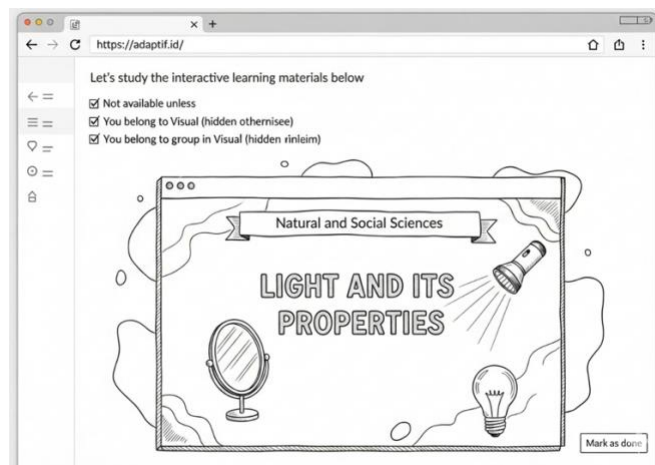 https://adaptif.id/
Let's study the interactive learning materials below
Not available unless
You belong to Visual (hidden othernisee)
You belong to group in Visual (hidden rinleim)
Natural and Social Sciences
LIGHT AND ITS
PROPERTIES
Mark as done